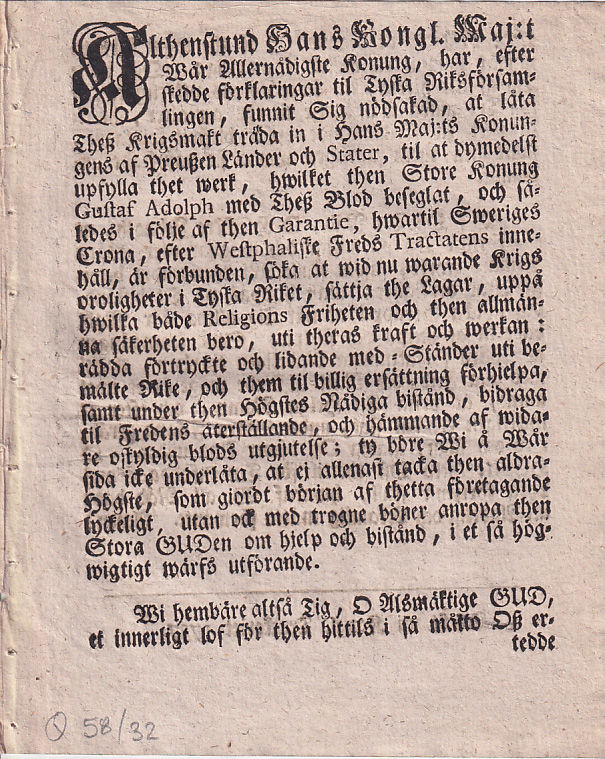 Althenstund Hans Kongl. Maj:t
Wår Allernådigste Konung, har, efter
skedde förklaringar til Tyska Riksförsam-
lingen, funnit Sig nödsakad, at låta
Theß Krigsmakt träda in i Hans Maj:ts Konun-
gens af Preußen Länder och Stater, til at dymedelst
upfylla thet werk, hwilket then Store Konung
Gustaf Adolph med Theß Blod beseglat, och så-
ledes i följe af then Garantie, hwartil Sweriges
Crona, efter Westphaliske Freds Tractatens inne-
håll, är förbunden, söka at wid nu warande Krigs
oroligheter i Tyska Riket, sättja the Lagar, uppå
hwilka både Religions Friheten och then allmän-
na säkerheten bero, uti theras kraft och werkan:
rädda förtryckte och lidande med-Ständer uti be-
mälte Rike, och them til billig ersättning förhielpa,
samt under then Högstes Nådiga bistånd, bidraga
til Fredens återställande, och hämmande af wida-
re oskyldig blods utgjutelse; ty böre Wi å Wår
sida icke underlåta, at ej allenast tacka then aldra-
Högste, som giordt början af thetta företagande
lyckeligt, utan ock med trogne böner anropa then
Stora GUDen om hjelp och bistånd, i et så hög-
wigtigt wärfs utförande.
Wi hembäre altså Tig, O Alsmäktige GUD,
et innerligt lof för then hittils i så måtto Oß er-
tedde
Q 58/32